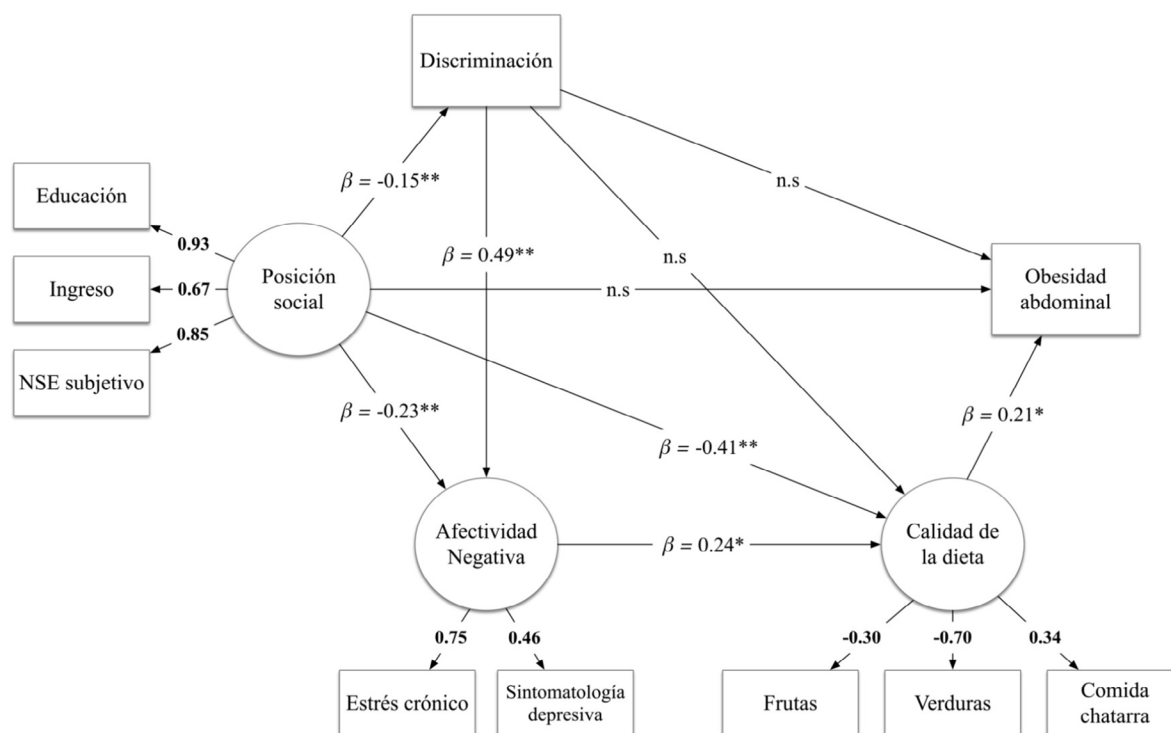 Discriminación
β = -0.15**
n.s
Educación
0.93
β = 0.49**
n.s
Posición
social
Ingreso
0.67
n.s
Obesidad
abdominal
0.85
NSE subjetivo
β = -0.23**
β = -0.41**
β = 0.21*
Afectividad
Negativa
β = 0.24*
Calidad de
la dieta
0.75
0.46
-0.30
-0.70
0.34
Estrés crónico
Sintomatología
depresiva
Frutas
Verduras
Comida
chatarra